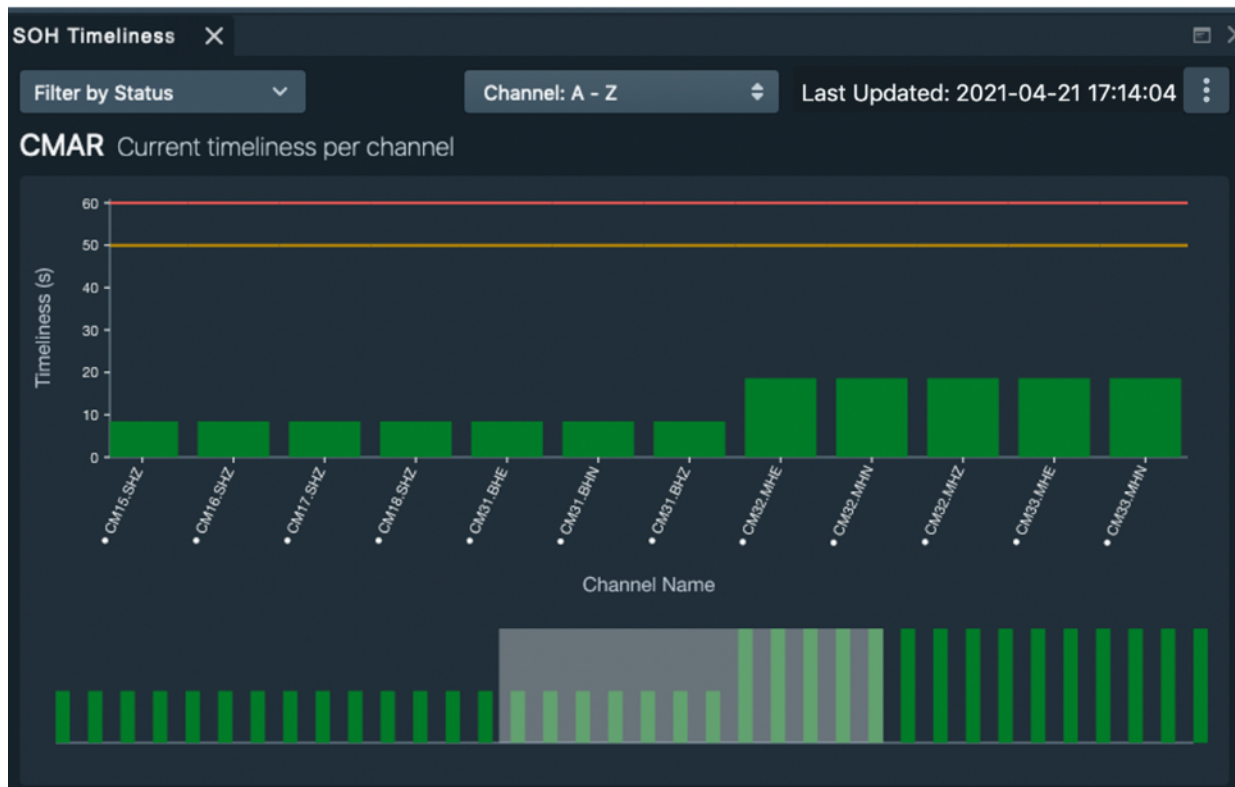 SOH Timeliness
Filter by Status
Channel: A - Z
Last Updated: 2021-04-21 17:14:04
CMAR Current timeliness per channel
Timeliness (s)
60
50
40
30
20
10
0
CM15.SHZ
CM16.SHZ
CM17.SHZ
CM18.SHZ
CM31.BHE
CM31.BHN
CM31.BHZ
CM32.MHE
CM32.MHN
CM32.MHZ
CM33.MHE
CM33.MHN
Channel Name